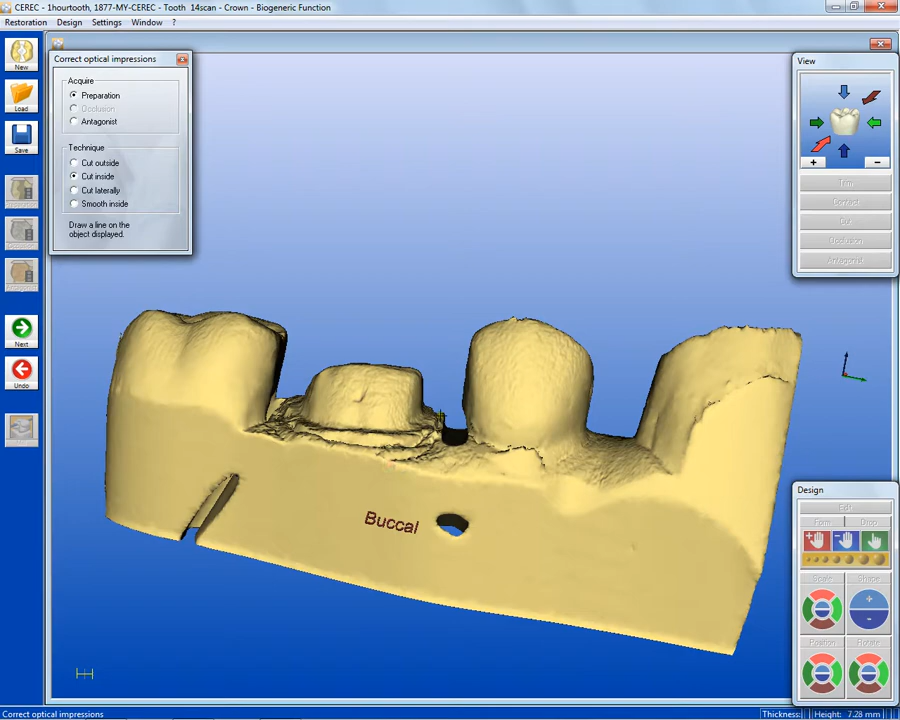 CEREC - 1hourtooth, 1877-MY-CEREC - Tooth  14scan - Crown - Biogeneric Function
Restoration Design Settings Window ?
New
Load
Save
Next
Undo
Correct optical impressions
Acquire
Preparation
Occlusion
Antagonist
Technique
Cut outside
Cut inside
Cut laterally
Smooth inside
Draw a line on the
object displayed.
Buccal
View
+ -
Trim
Contact
Cut
Occlusion
Antagonist
Design
Edit
Form Drop
Scale Shape
Position Rotate
Correct optical impressions
Thickness: Height: 7.28 mm